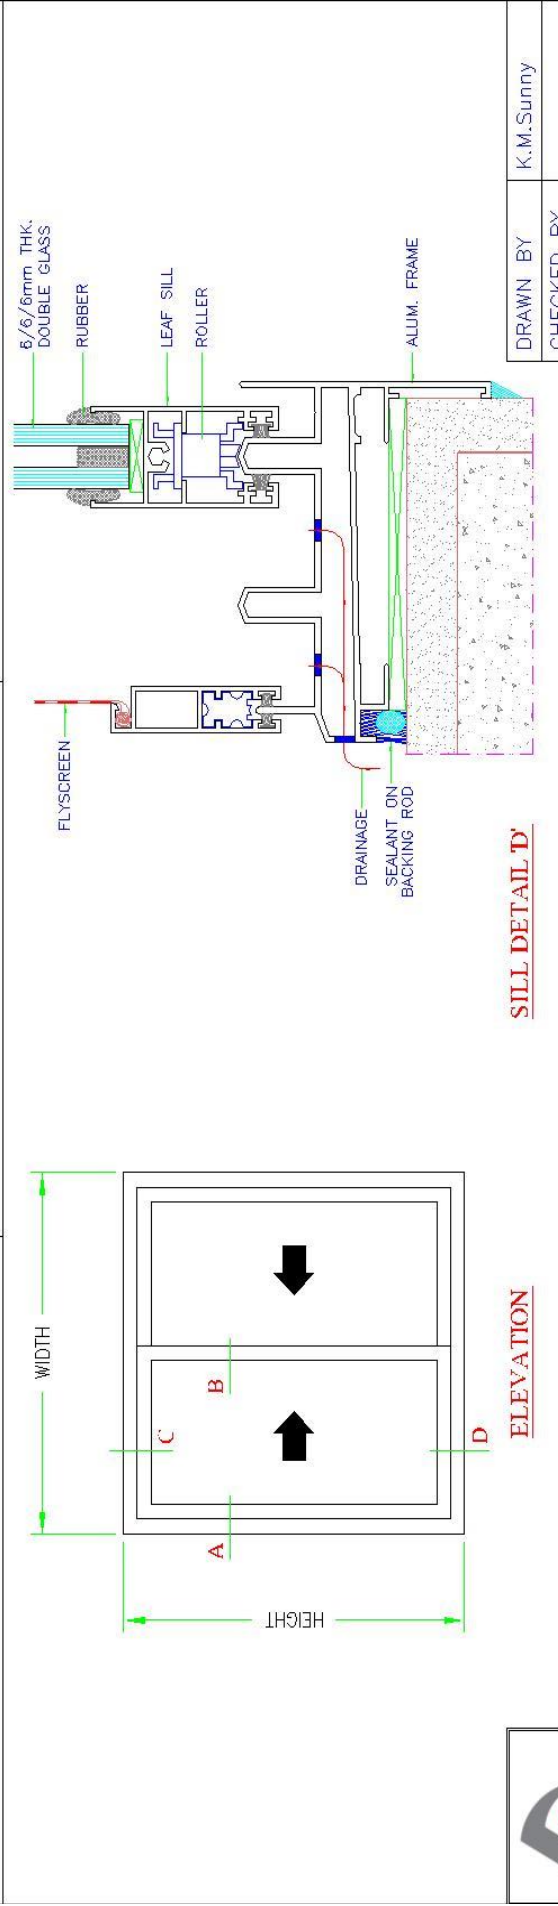 WIDTH
HEIGHT
A
B
C
D
ELEVATION
FLYSCREEN
DRAINAGE
SEALANT ON
BACKING ROD
6/6/6mm THK.
DOUBLE GLASS
RUBBER
LEAF SILL
ROLLER
ALUM. FRAME
SILL DETAIL 'D'
DRAWN BY K.M.Sunny
CHECKED BY